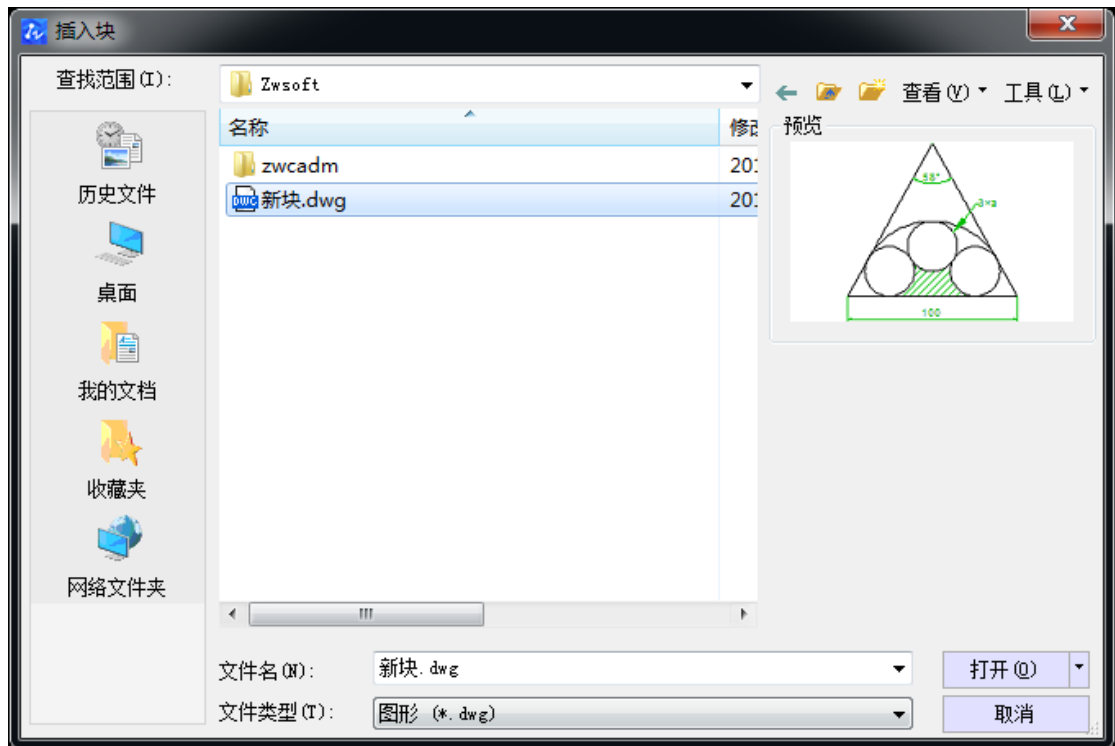 插入块
查找范围(I):
Zwsoft
查看(V)
工具(L)
名称
修改
预览
zwcadm
201
新块.dwg
201
58°
3×a
100
历史文件
桌面
我的文档
收藏夹
网络文件夹
文件名(N):
新块.dwg
打开(O)
文件类型(T):
图形 (*.dwg)
取消